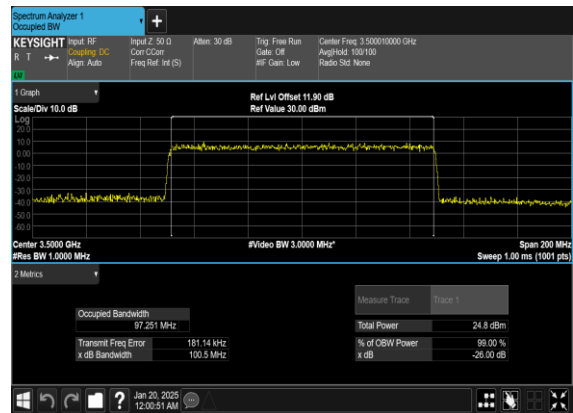 Spectrum Analyzer 1
Occupied BW
KEYSIGHT Input: RF Input Z: 50 Ω Atten: 30 dB Trig: Free Run Center Freq: 3.500010000 GHz
R T Coupling: DC Corr CCorr Gate: Off Avg|Hold: 100/100
Align: Auto Freq Ref: Int (S) #IF Gain: Low Radio Std: None
LW
1 Graph
Ref Lvl Offset 11.90 dB
Scale/Div 10.0 dB Ref Value 30.00 dBm
Log
20.0
10.0
0.00
-10.0
-20.0
-30.0
-40.0
-50.0
-60.0
Center 3.5000 GHz #Video BW 3.0000 MHz* Span 200 MHz
#Res BW 1.0000 MHz Sweep 1.00 ms (1001 pts)
2 Metrics
Measure Trace Trace 1
Occupied Bandwidth
97.251 MHz Total Power 24.8 dBm
Transmit Freq Error 181.14 kHz % of OBW Power 99.00 %
x dB Bandwidth 100.5 MHz x dB -26.00 dB
Jan 20, 2025
12:00:51 AM